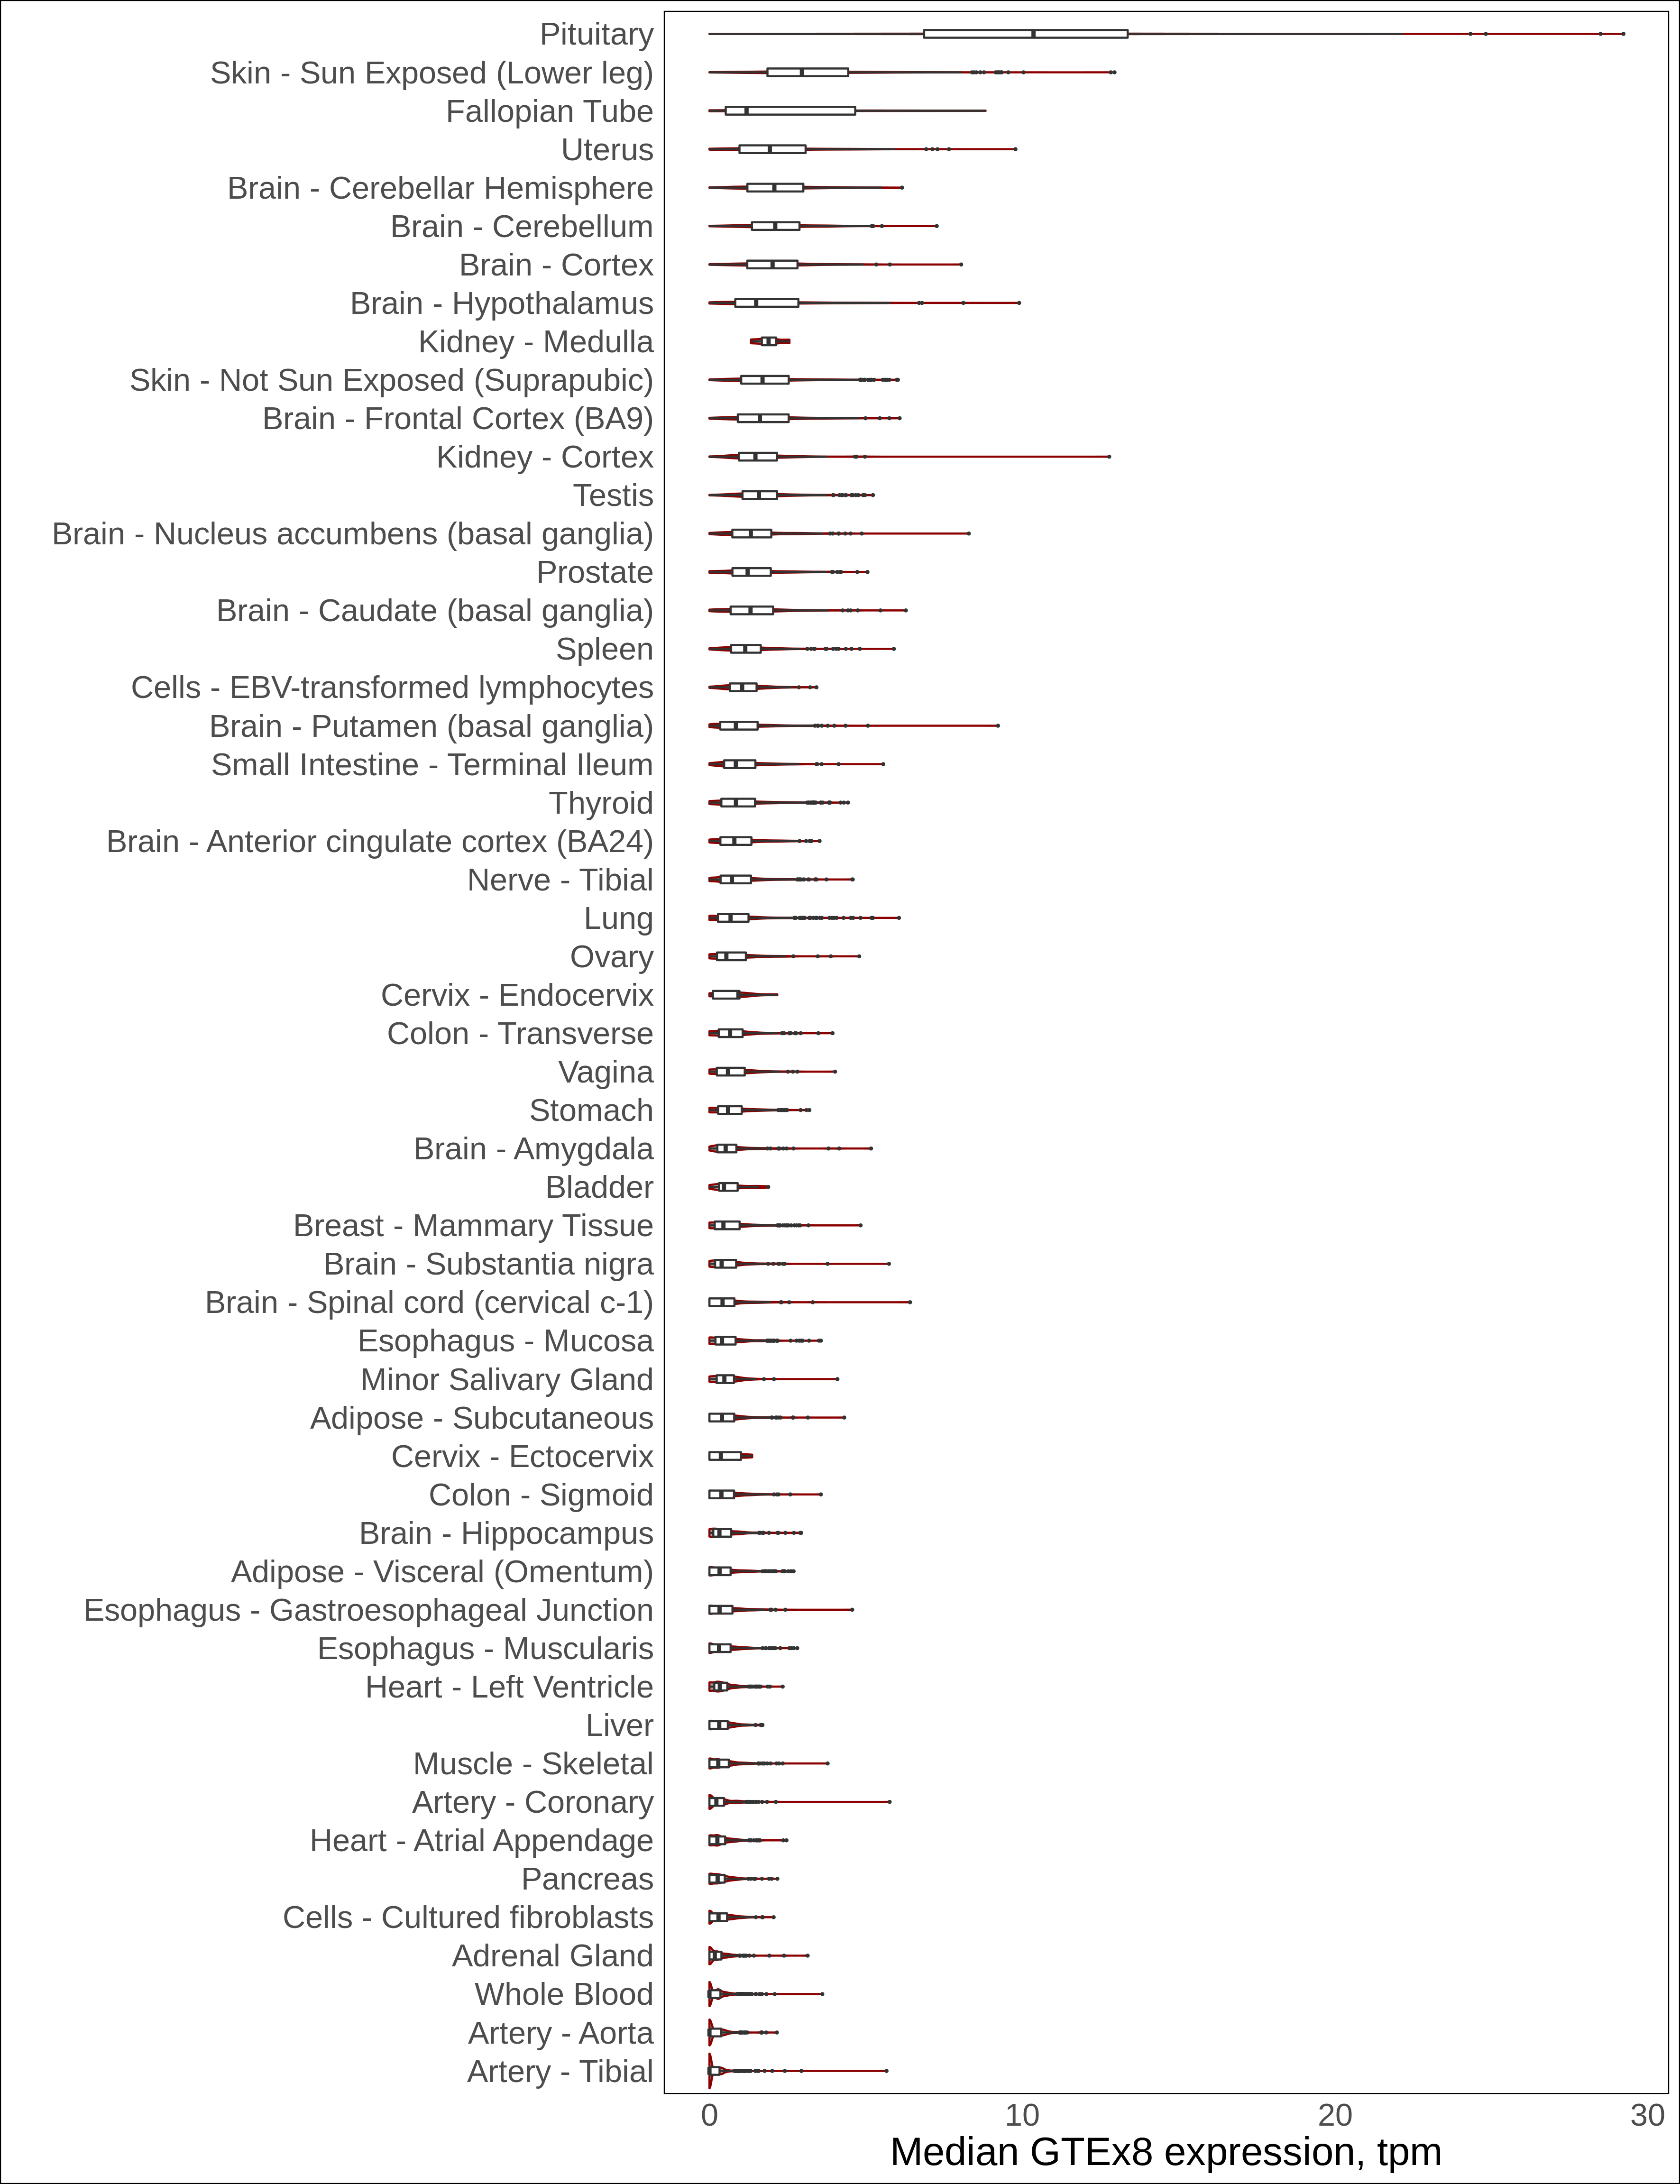 Pituitary
Skin - Sun Exposed (Lower leg)
Fallopian Tube
Uterus
Brain - Cerebellar Hemisphere
Brain - Cerebellum
Brain - Cortex
Brain - Hypothalamus
Kidney - Medulla
Skin - Not Sun Exposed (Suprapubic)
Brain - Frontal Cortex (BA9)
Kidney - Cortex
Testis
Brain - Nucleus accumbens (basal ganglia)
Prostate
Brain - Caudate (basal ganglia)
Spleen
Cells - EBV-transformed lymphocytes
Brain - Putamen (basal ganglia)
Small Intestine - Terminal Ileum
Thyroid
Brain - Anterior cingulate cortex (BA24)
Nerve - Tibial
Lung
Ovary
Cervix - Endocervix
Colon - Transverse
Vagina
Stomach
Brain - Amygdala
Bladder
Breast - Mammary Tissue
Brain - Substantia nigra
Brain - Spinal cord (cervical c-1)
Esophagus - Mucosa
Minor Salivary Gland
Adipose - Subcutaneous
Cervix - Ectocervix
Colon - Sigmoid
Brain - Hippocampus
Adipose - Visceral (Omentum)
Esophagus - Gastroesophageal Junction
Esophagus - Muscularis
Heart - Left Ventricle
Liver
Muscle - Skeletal
Artery - Coronary
Heart - Atrial Appendage
Pancreas
Cells - Cultured fibroblasts
Adrenal Gland
Whole Blood
Artery - Aorta
Artery - Tibial
0 10 20 30
Median GTEx8 expression, tpm